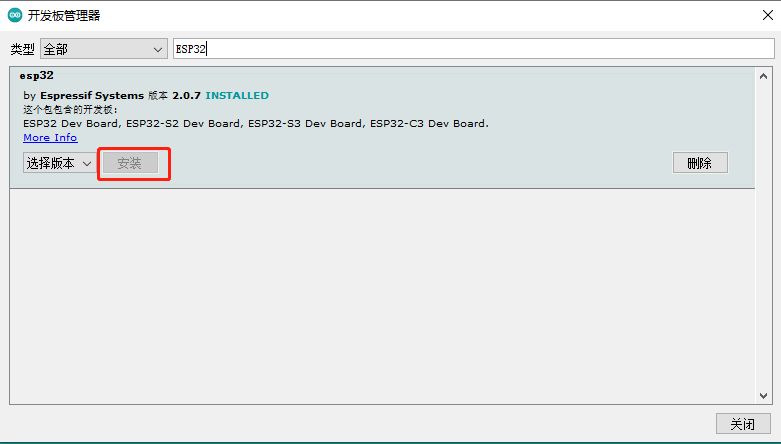 开发板管理器
类型 全部 ESP32
esp32
by Espressif Systems 版本 2.0.7 INSTALLED
这个包包含的开发板:
ESP32 Dev Board, ESP32-S2 Dev Board, ESP32-S3 Dev Board, ESP32-C3 Dev Board.
More Info
选择版本 安装 删除
关闭